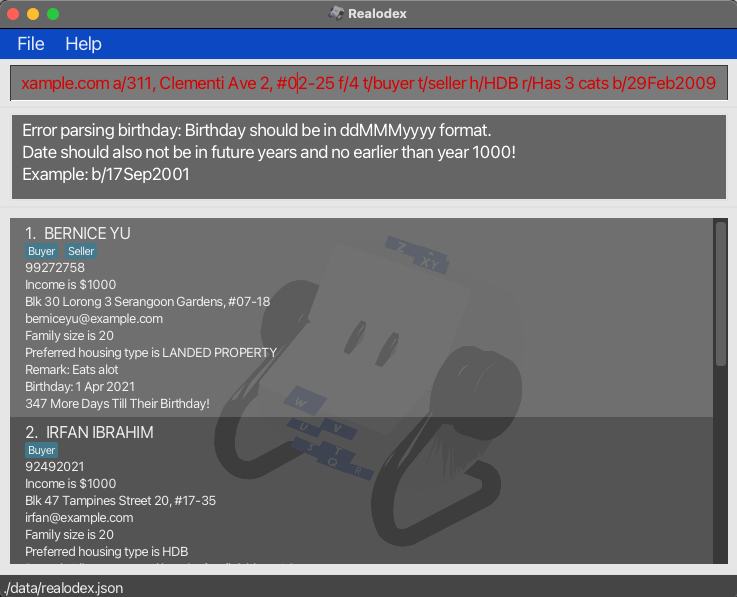 Realodex
File Help
xample.com a/311, Clementi Ave 2, #02-25 f/4 t/buyer t/seller h/HDB r/Has 3 cats b/29Feb2009
Error parsing birthday: Birthday should be in ddMMMyyyy format.
Date should also not be in future years and no earlier than year 1000!
Example: b/17Sep2001
1. BERNICE YU
Buyer Seller
99272758
Income is $1000
Blk 30 Lorong 3 Serangoon Gardens, #07-18
berniceyu@example.com
Family size is 20
Preferred housing type is LANDED PROPERTY
Remark: Eats alot
Birthday: 1 Apr 2021
347 More Days Till Their Birthday!
2. IRFAN IBRAHIM
Buyer
92492021
Income is $1000
Blk 47 Tampines Street 20, #17-35
irfan@example.com
Family size is 20
Preferred housing type is HDB
Z
XY
W
V
U
T
S
Q
R
./data/realodex.json